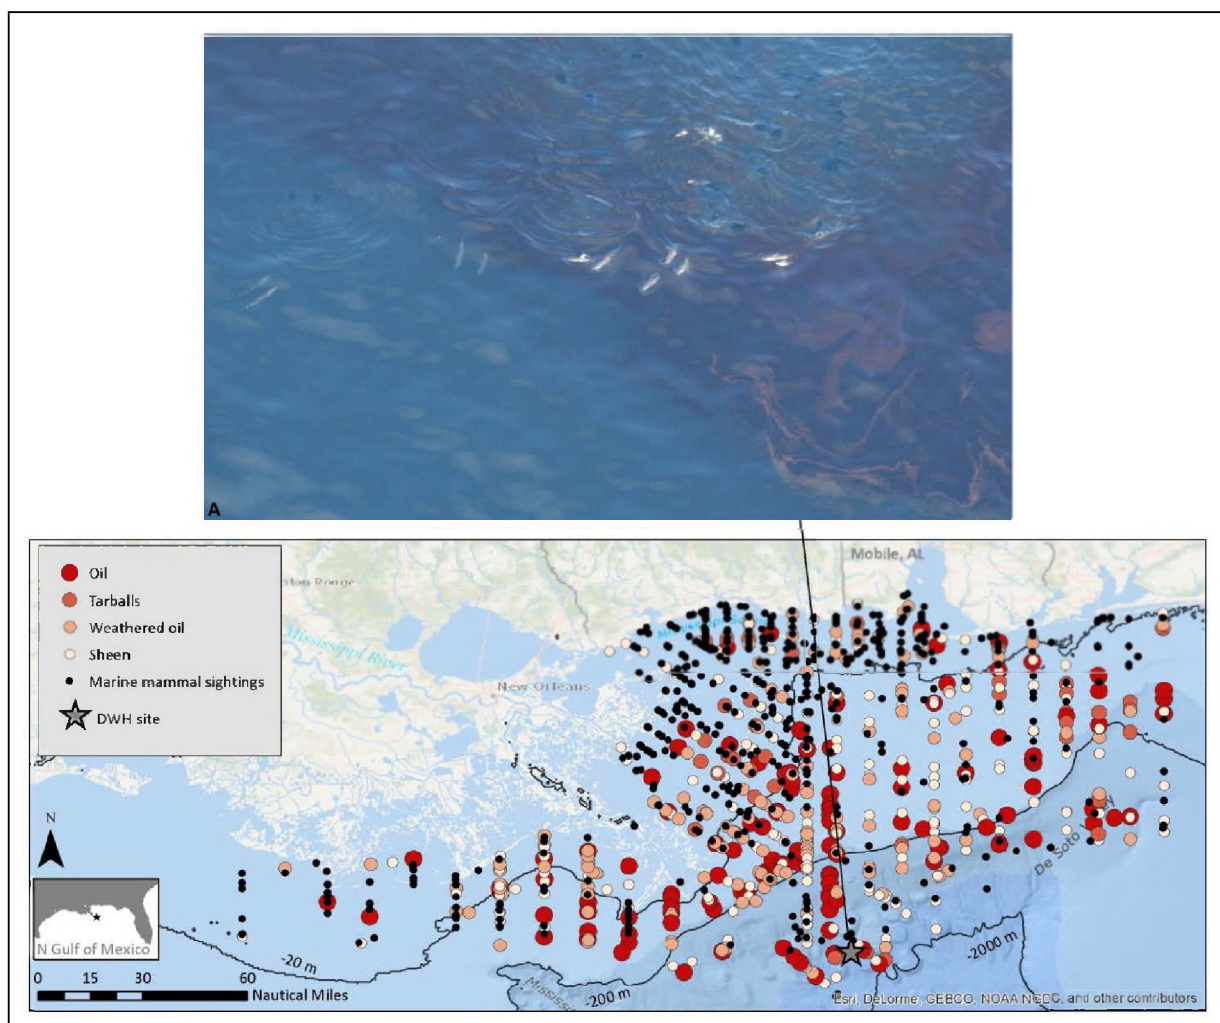 A
Oil
Tarballs
Weathered oil
Sheen
Marine mammal sightings
DWH site
Mobile, AL
Rouge
Mississippi River
New Orleans
N
N Gulf of Mexico
0 15 30 60
Nautical Miles
-20 m
-200 m
-2000 m
De Soto
Esri, DeLorme, GEBCO, NOAA NGDC, and other contributors